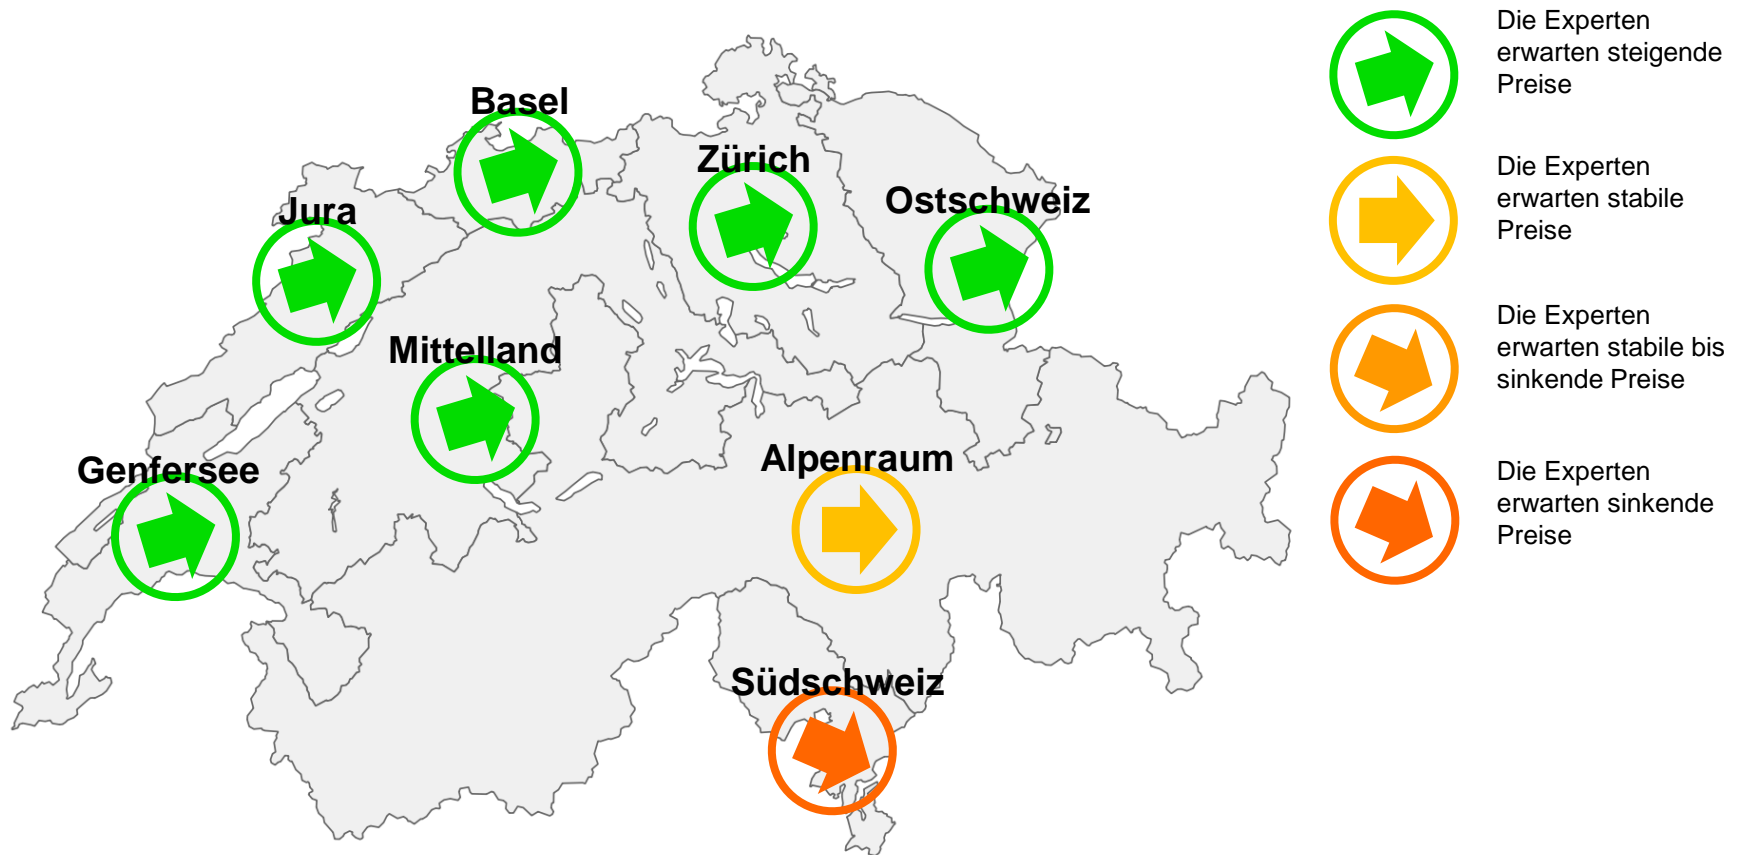 Basel
Zürich
Ostschweiz
Jura
Mittelland
Genfersee
Alpenraum
Südschweiz
Die Experten
erwarten steigende
Preise
Die Experten
erwarten stabile
Preise
Die Experten
erwarten stabile bis
sinkende Preise
Die Experten
erwarten sinkende
Preise